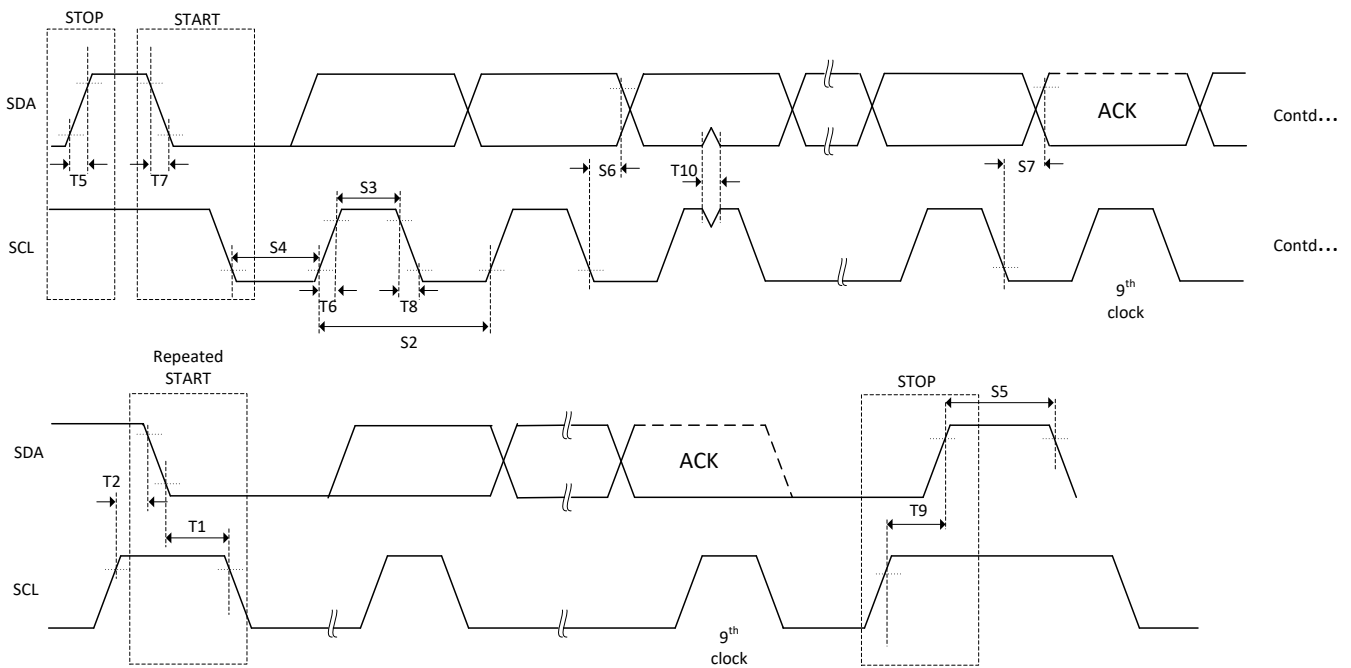 STOP
START
SDA
T5
T7
S6
T10
S7
ACK
Contd...
S3
SCL
S4
T6
T8
S2
9th
clock
Contd...
Repeated
START
STOP
S5
SDA
ACK
T2
T1
T9
SCL
9th
clock